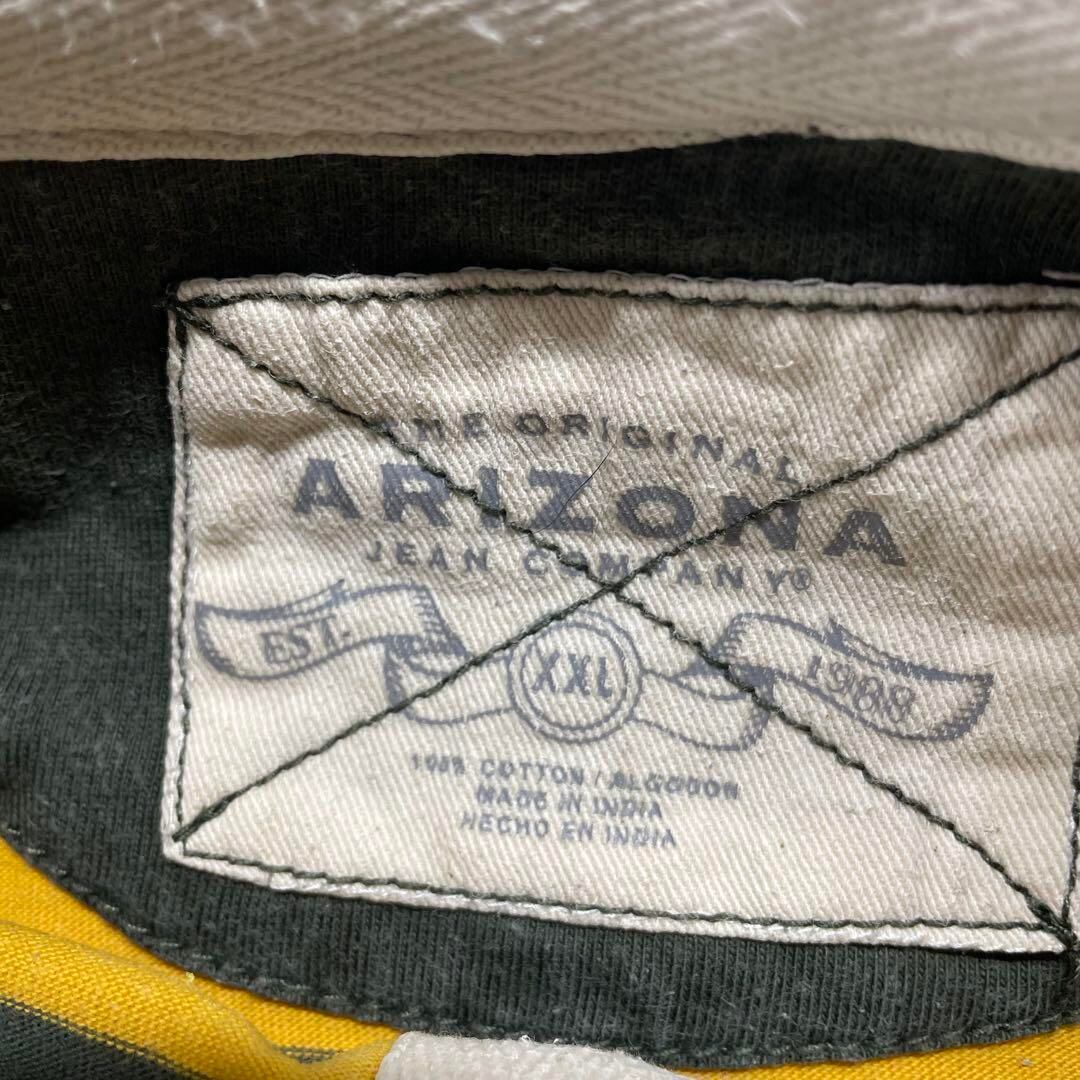 THE ORIGINAL
ARIZONA
JEAN COMPANY®
EST. XXL 1988
100% COTTON / ALGODON
MADE IN INDIA
HECHO EN INDIA